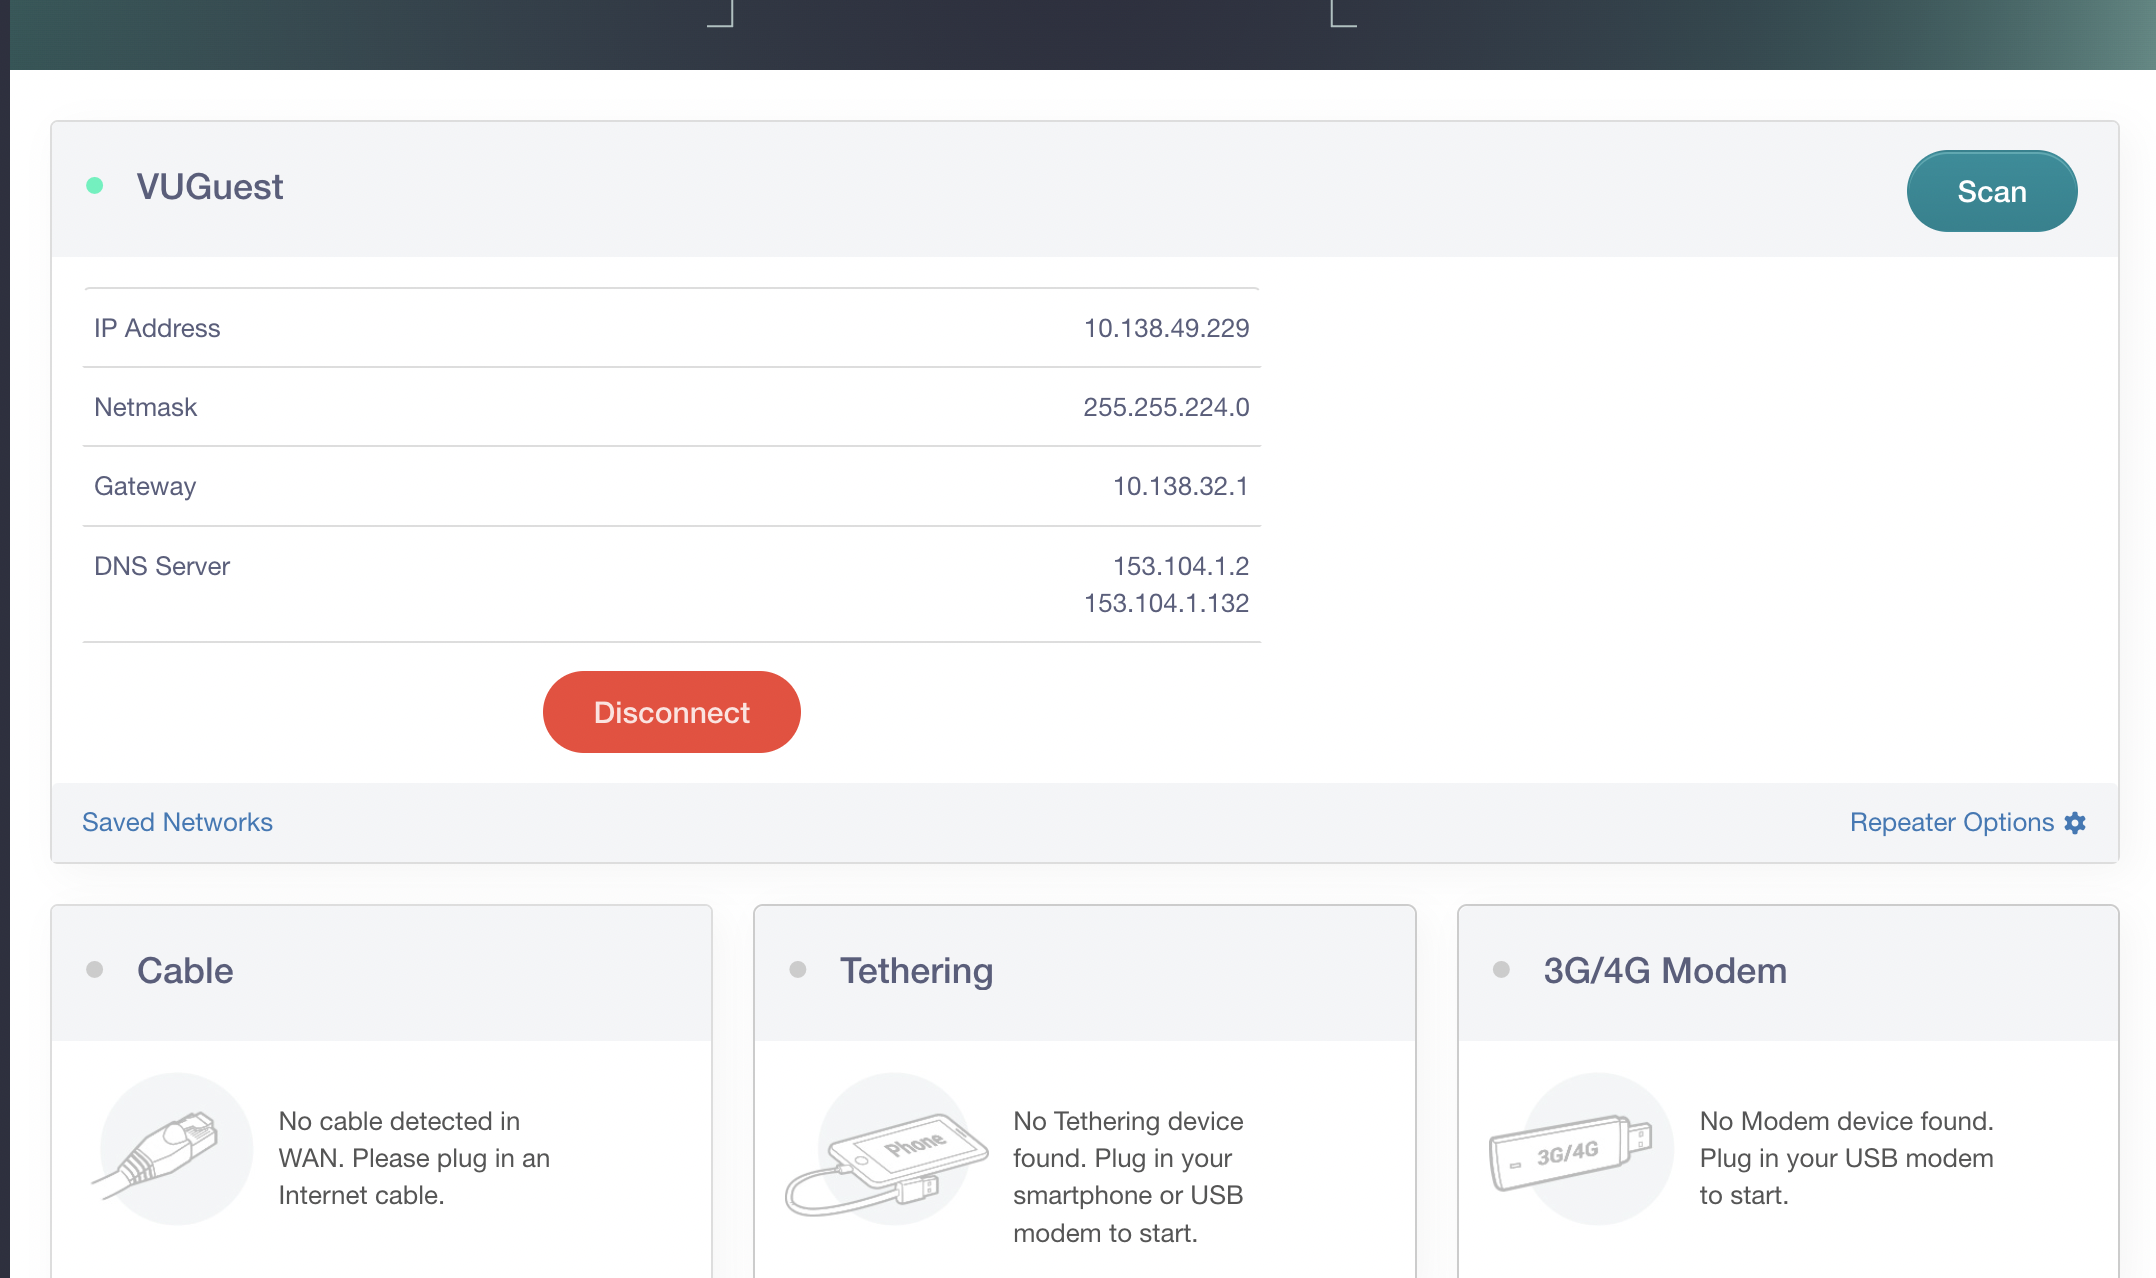 VUGuest
Scan
IP Address 10.138.49.229
Netmask 255.255.224.0
Gateway 10.138.32.1
DNS Server 153.104.1.2
153.104.1.132
Disconnect
Saved Networks
Repeater Options
Cable
No cable detected in
WAN. Please plug in an
Internet cable.
Tethering
Phone
No Tethering device
found. Plug in your
smartphone or USB
modem to start.
3G/4G Modem
3G/4G
No Modem device found.
Plug in your USB modem
to start.